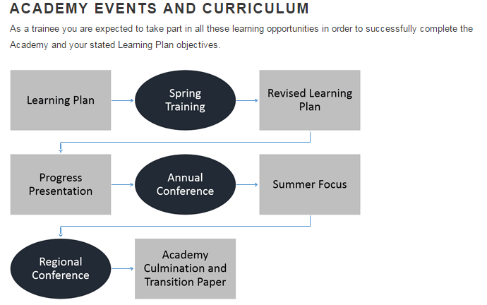 ACADEMY EVENTS AND CURRICULUM
As a trainee you are expected to take part in all these learning opportunities in order to successfully complete the
Academy and your stated Learning Plan objectives.
Learning Plan
Spring
Training
Revised Learning
Plan
Progress
Presentation
Annual
Conference
Summer Focus
Regional
Conference
Academy
Culmination and
Transition Paper